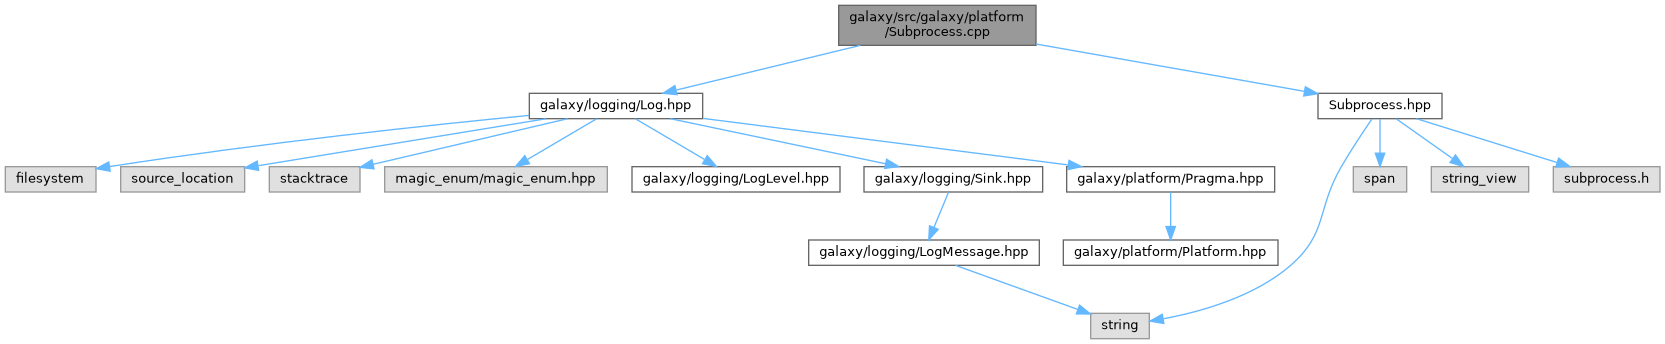 galaxy/src/galaxy/platform
/Subprocess.cpp
galaxy/logging/Log.hpp
Subprocess.hpp
filesystem
source_location
stacktrace
magic_enum/magic_enum.hpp
galaxy/logging/LogLevel.hpp
galaxy/logging/Sink.hpp
galaxy/platform/Pragma.hpp
span
string_view
subprocess.h
galaxy/logging/LogMessage.hpp
galaxy/platform/Platform.hpp
string